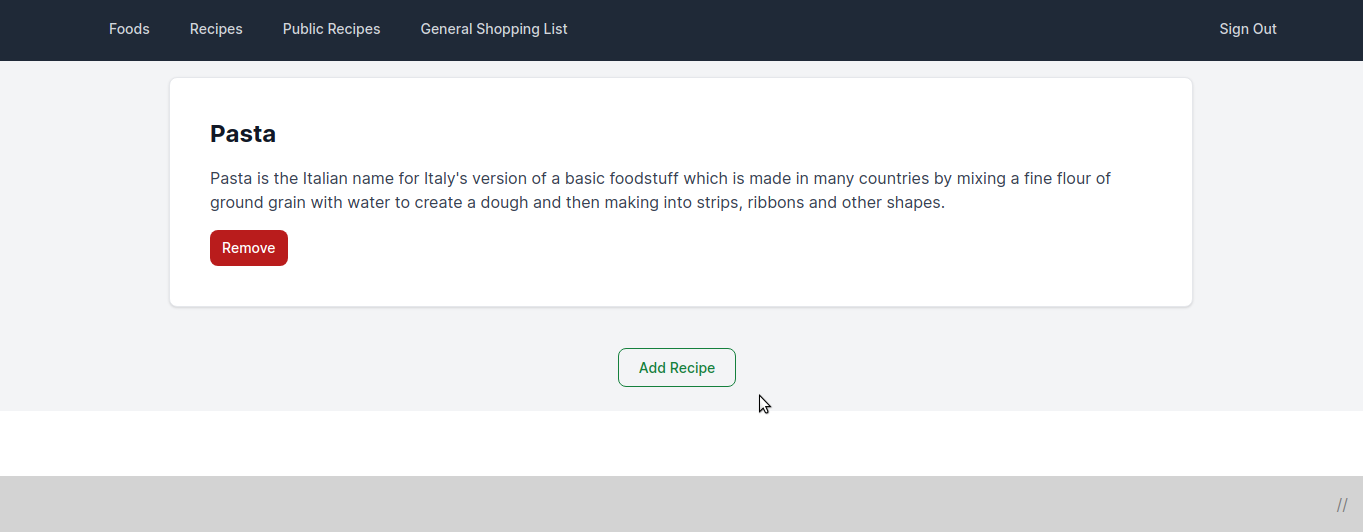 Foods Recipes Public Recipes General Shopping List Sign Out
Pasta
Pasta is the Italian name for Italy's version of a basic foodstuff which is made in many countries by mixing a fine flour of
ground grain with water to create a dough and then making into strips, ribbons and other shapes.
Remove
Add Recipe
//